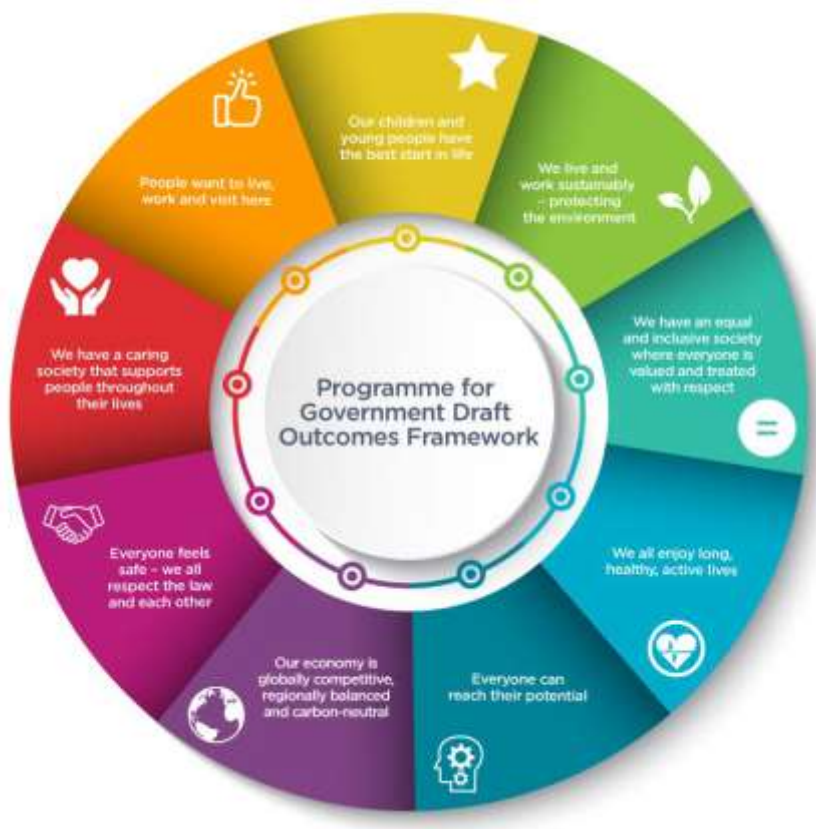 Programme for
Government Draft
Outcomes Framework
Our children and
young people have
the best start in life
We live and
work sustainably
– protecting
the environment
We have an equal
and inclusive society
where everyone is
valued and treated
with respect
=
We all enjoy long,
healthy, active lives
Everyone can
reach their potential
Our economy is
globally competitive,
regionally balanced
and carbon-neutral
Everyone feels
safe – we all
respect the law
and each other
We have a caring
society that supports
people throughout
their lives
People want to live,
work and visit here